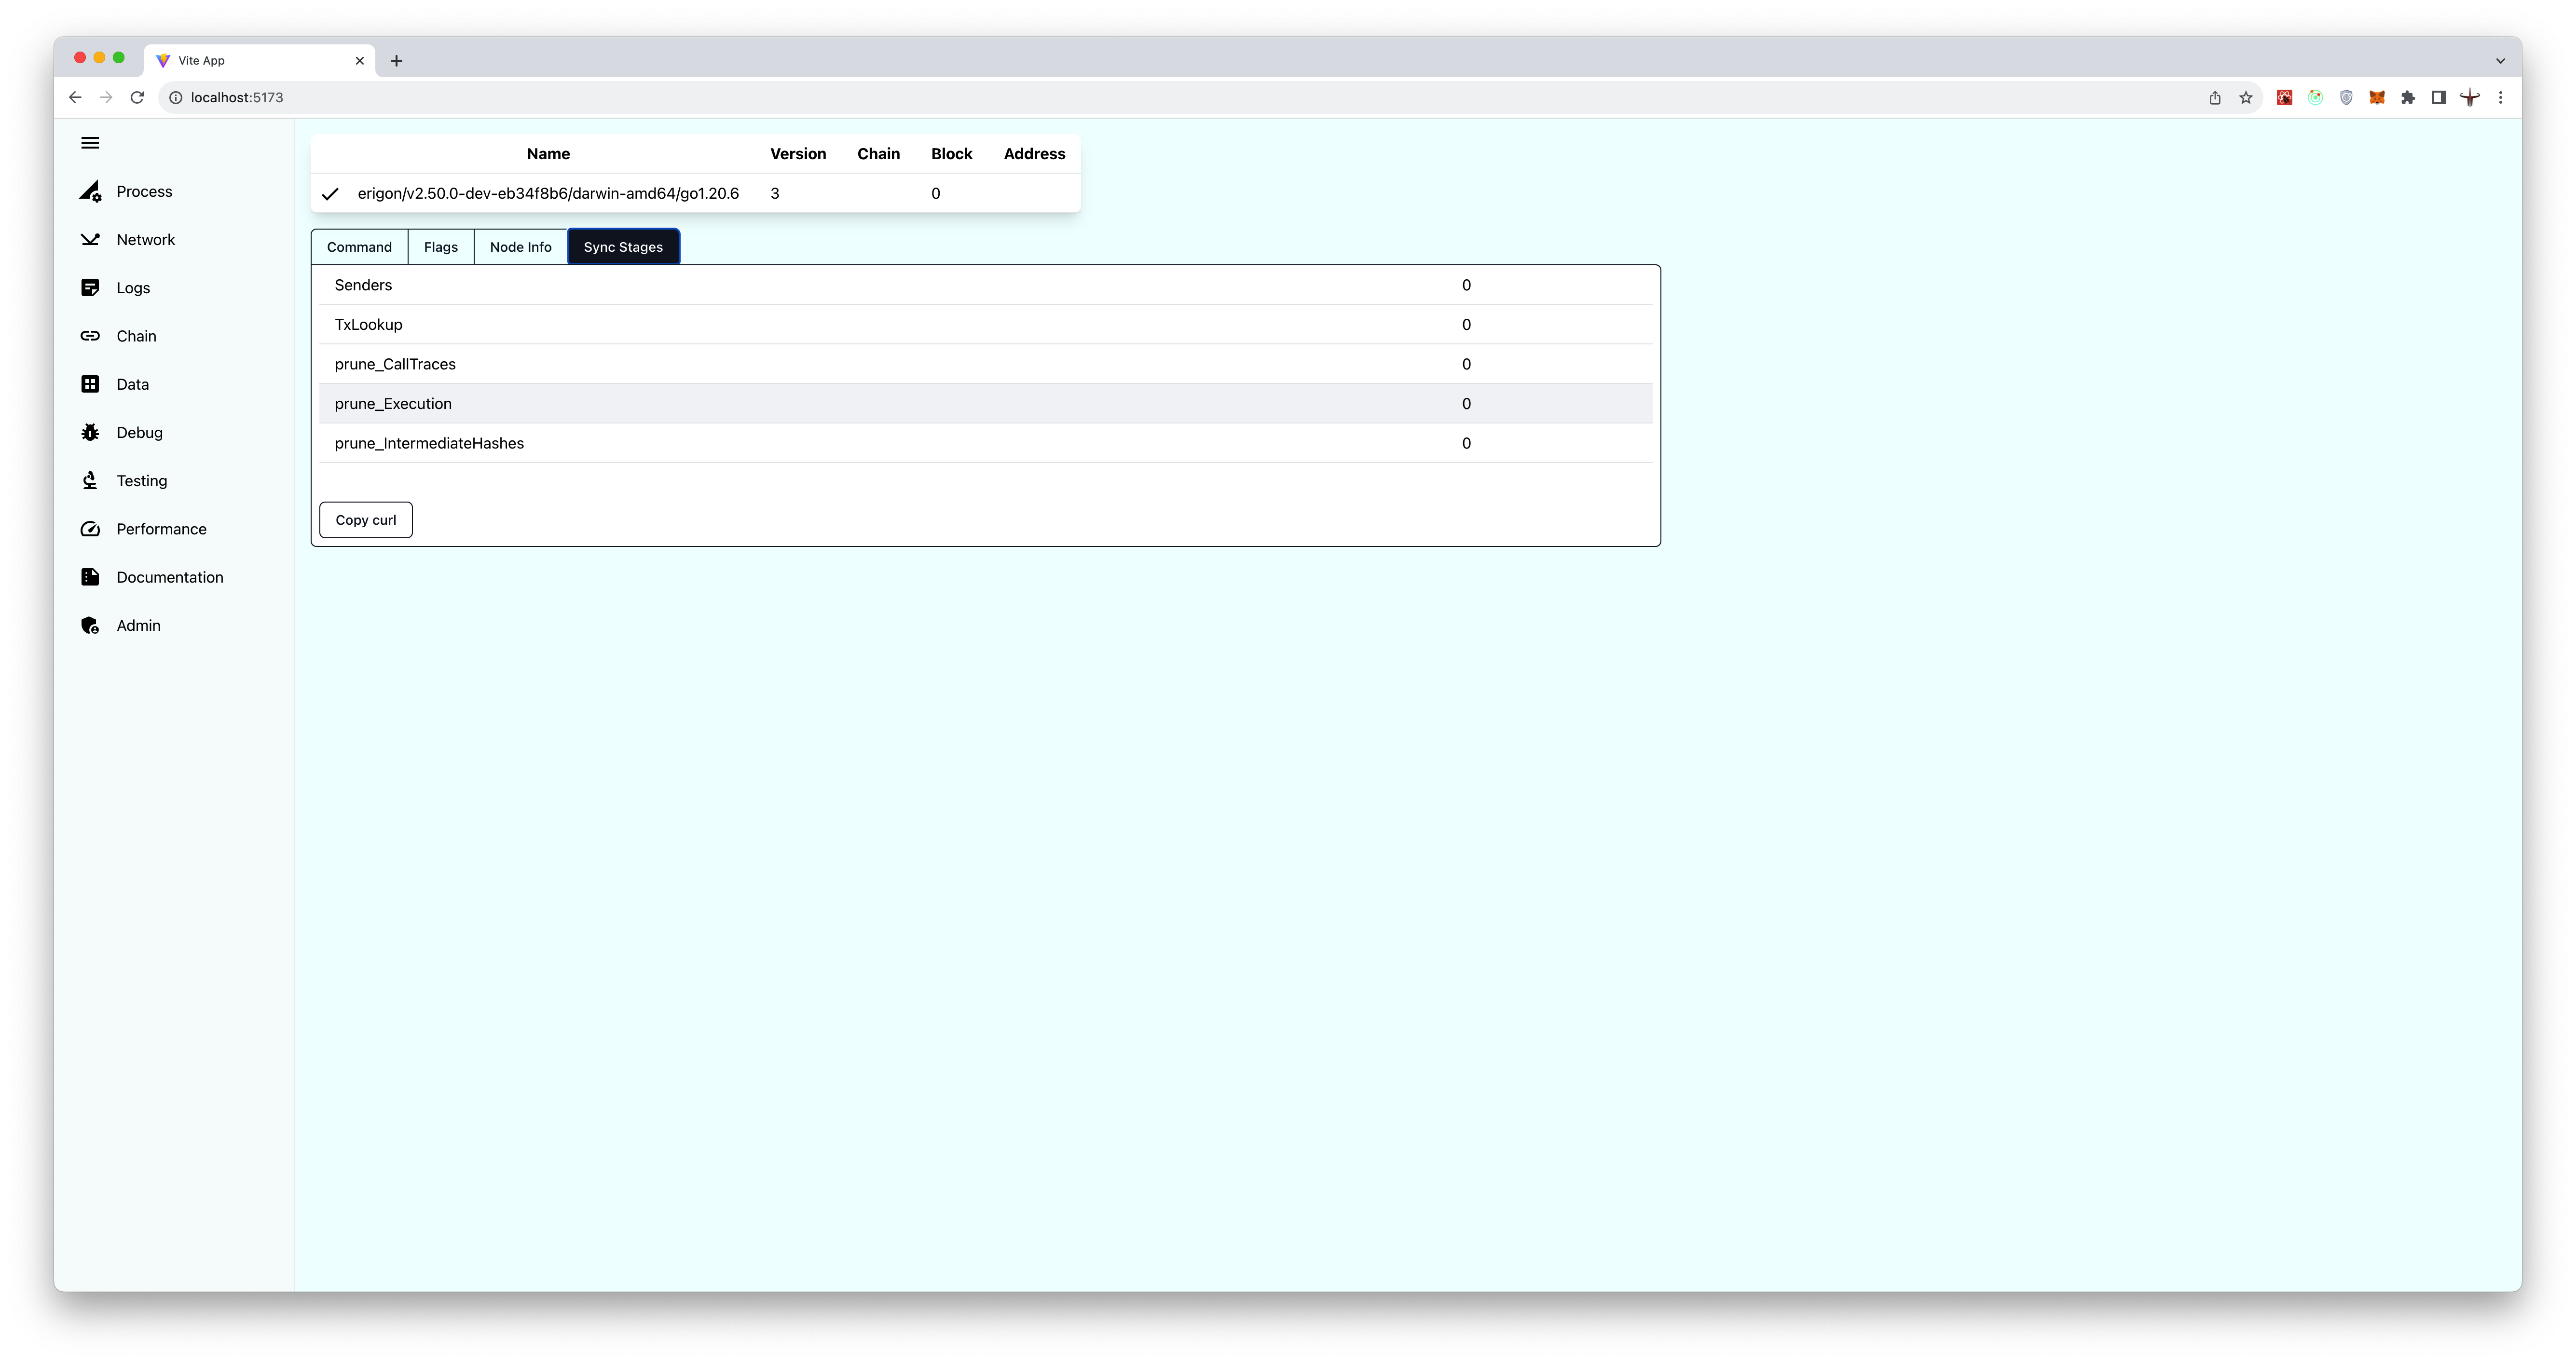 Vite App
localhost:5173
Process
Network
Logs
Chain
Data
Debug
Testing
Performance
Documentation
Admin
Name Version Chain Block Address
erigon/v2.50.0-dev-eb34f8b6/darwin-amd64/go1.20.6 3 0
Command Flags Node Info Sync Stages
Senders 0
TxLookup 0
prune_CallTraces 0
prune_Execution 0
prune_IntermediateHashes 0
Copy curl